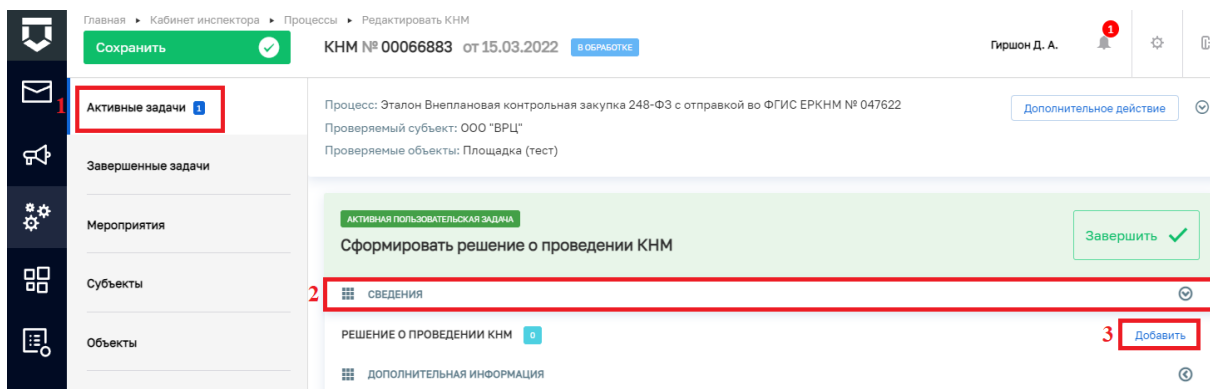 Главная ▸ Кабинет инспектора ▸ Процессы ▸ Редактировать КНМ
Сохранить
КНМ № 00066883 от 15.03.2022 В ОБРАБОТКЕ
Гиршон Д. А.
1
1 Активные задачи 1
Процесс: Эталон Внеплановая контрольная закупка 248-ФЗ с отправкой во ФГИС ЕРКНМ № 047622
Дополнительное действие
Проверяемый субъект: ООО "ВРЦ"
Проверяемые объекты: Площадка (тест)
Завершенные задачи
Мероприятия
Субъекты
Объекты
АКТИВНАЯ ПОЛЬЗОВАТЕЛЬСКАЯ ЗАДАЧА
Сформировать решение о проведении КНМ
Завершить
2 СВЕДЕНИЯ
РЕШЕНИЕ О ПРОВЕДЕНИИ КНМ 0
3 Добавить
ДОПОЛНИТЕЛЬНАЯ ИНФОРМАЦИЯ